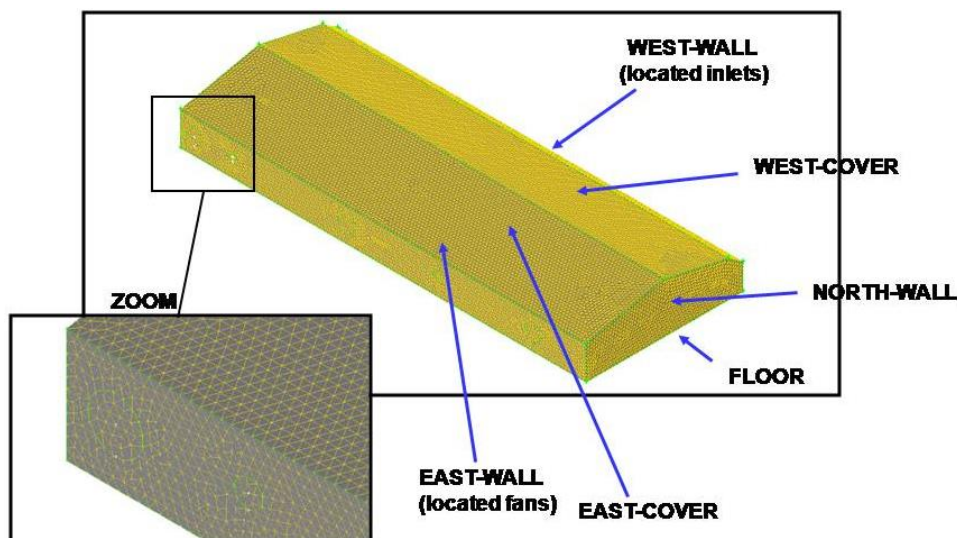 WEST-WALL
(located inlets)
WEST-COVER
NORTH-WALL
ZOOM
FLOOR
EAST-WALL
(located fans)
EAST-COVER